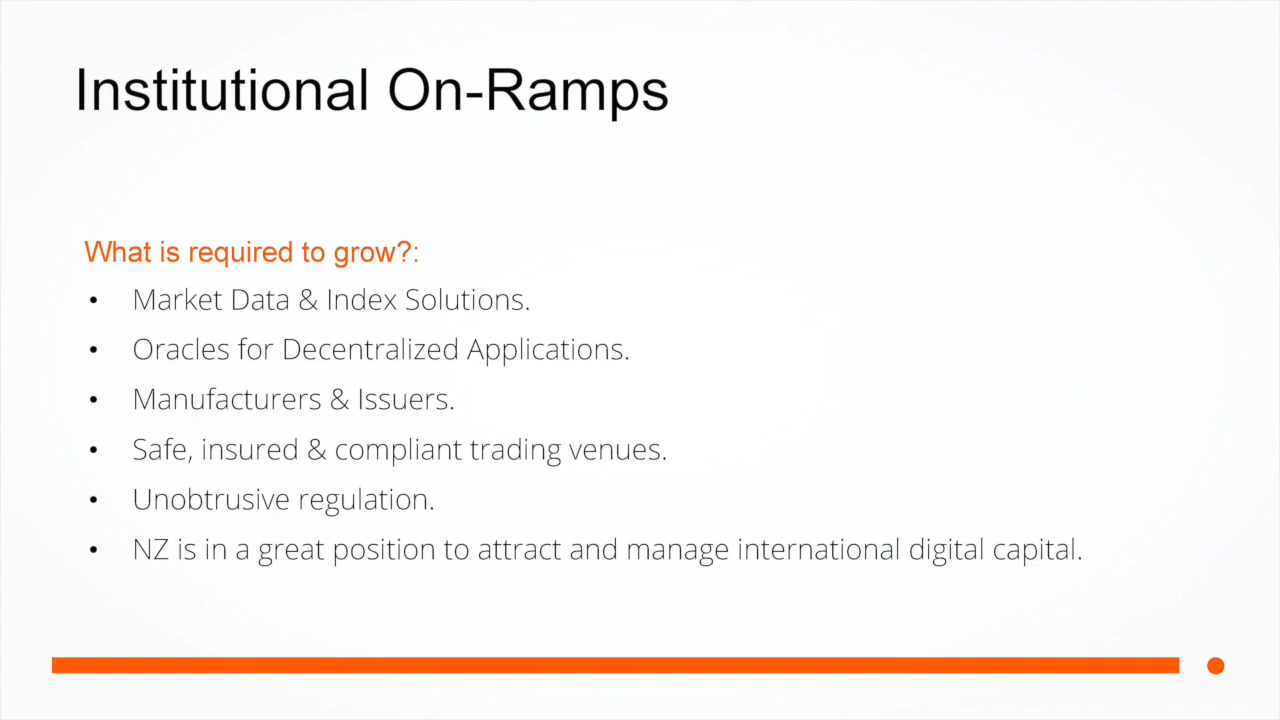 Institutional On-Ramps
What is required to grow?:
• Market Data & Index Solutions.
• Oracles for Decentralized Applications.
• Manufacturers & Issuers.
• Safe, insured & compliant trading venues.
• Unobtrusive regulation.
• NZ is in a great position to attract and manage international digital capital.